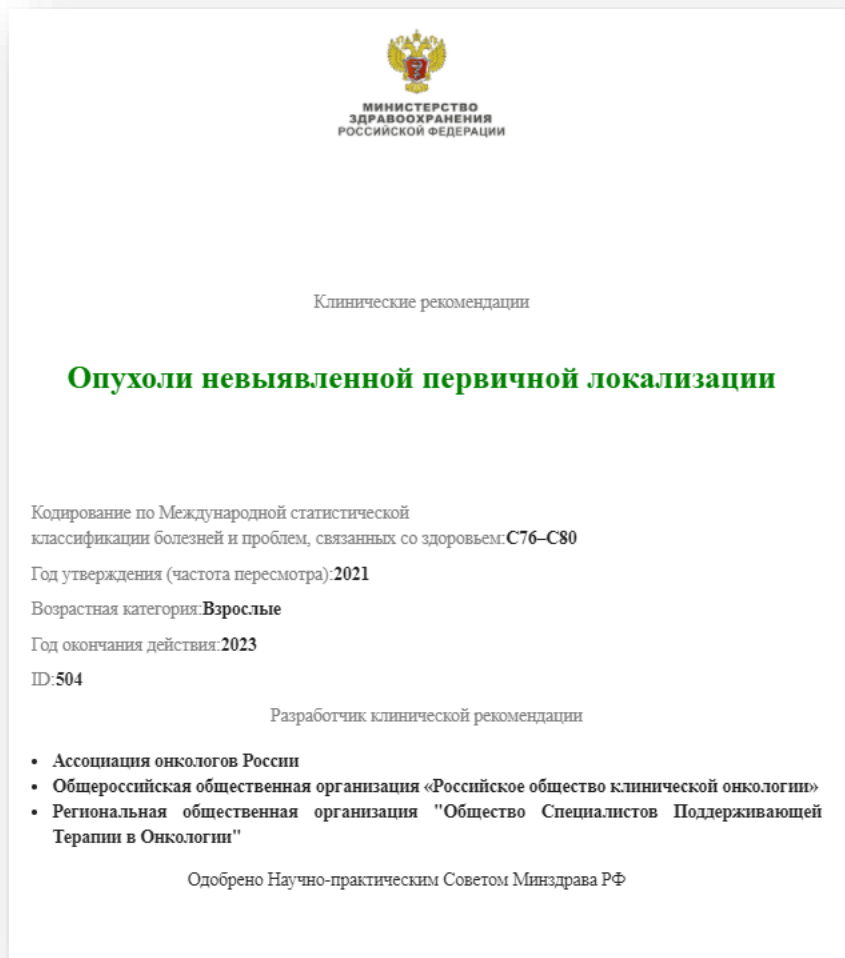 МИНИСТЕРСТВО
ЗДРАВООХРАНЕНИЯ
РОССИЙСКОЙ ФЕДЕРАЦИИ
Клинические рекомендации
Опухоли невыявленной первичной локализации
Кодирование по Международной статистической
классификации болезней и проблем, связанных со здоровьем:C76–C80
Год утверждения (частота пересмотра):2021
Возрастная категория:Взрослые
Год окончания действия:2023
ID:504
Разработчик клинической рекомендации
• Ассоциация онкологов России
• Общероссийская общественная организация «Российское общество клинической онкологии»
• Региональная общественная организация "Общество Специалистов Поддерживающей
Терапии в Онкологии"
Одобрено Научно-практическим Советом Минздрава РФ